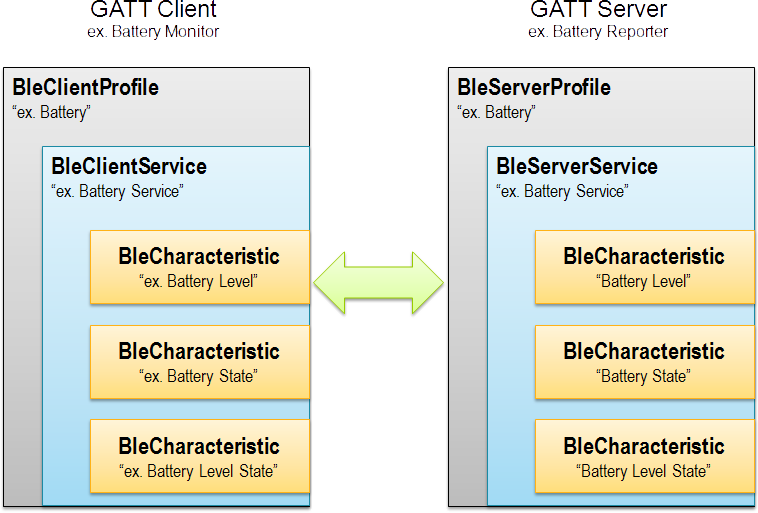 GATT Client
ex. Battery Monitor
BleClientProfile
“ex. Battery”
BleClientService
“ex. Battery Service”
BleCharacteristic
“ex. Battery Level”
BleCharacteristic
“ex. Battery State”
BleCharacteristic
“ex. Battery Level State”
GATT Server
ex. Battery Reporter
BleServerProfile
“ex. Battery”
BleServerService
“ex. Battery Service”
BleCharacteristic
“Battery Level”
BleCharacteristic
“Battery State”
BleCharacteristic
“Battery Level State”